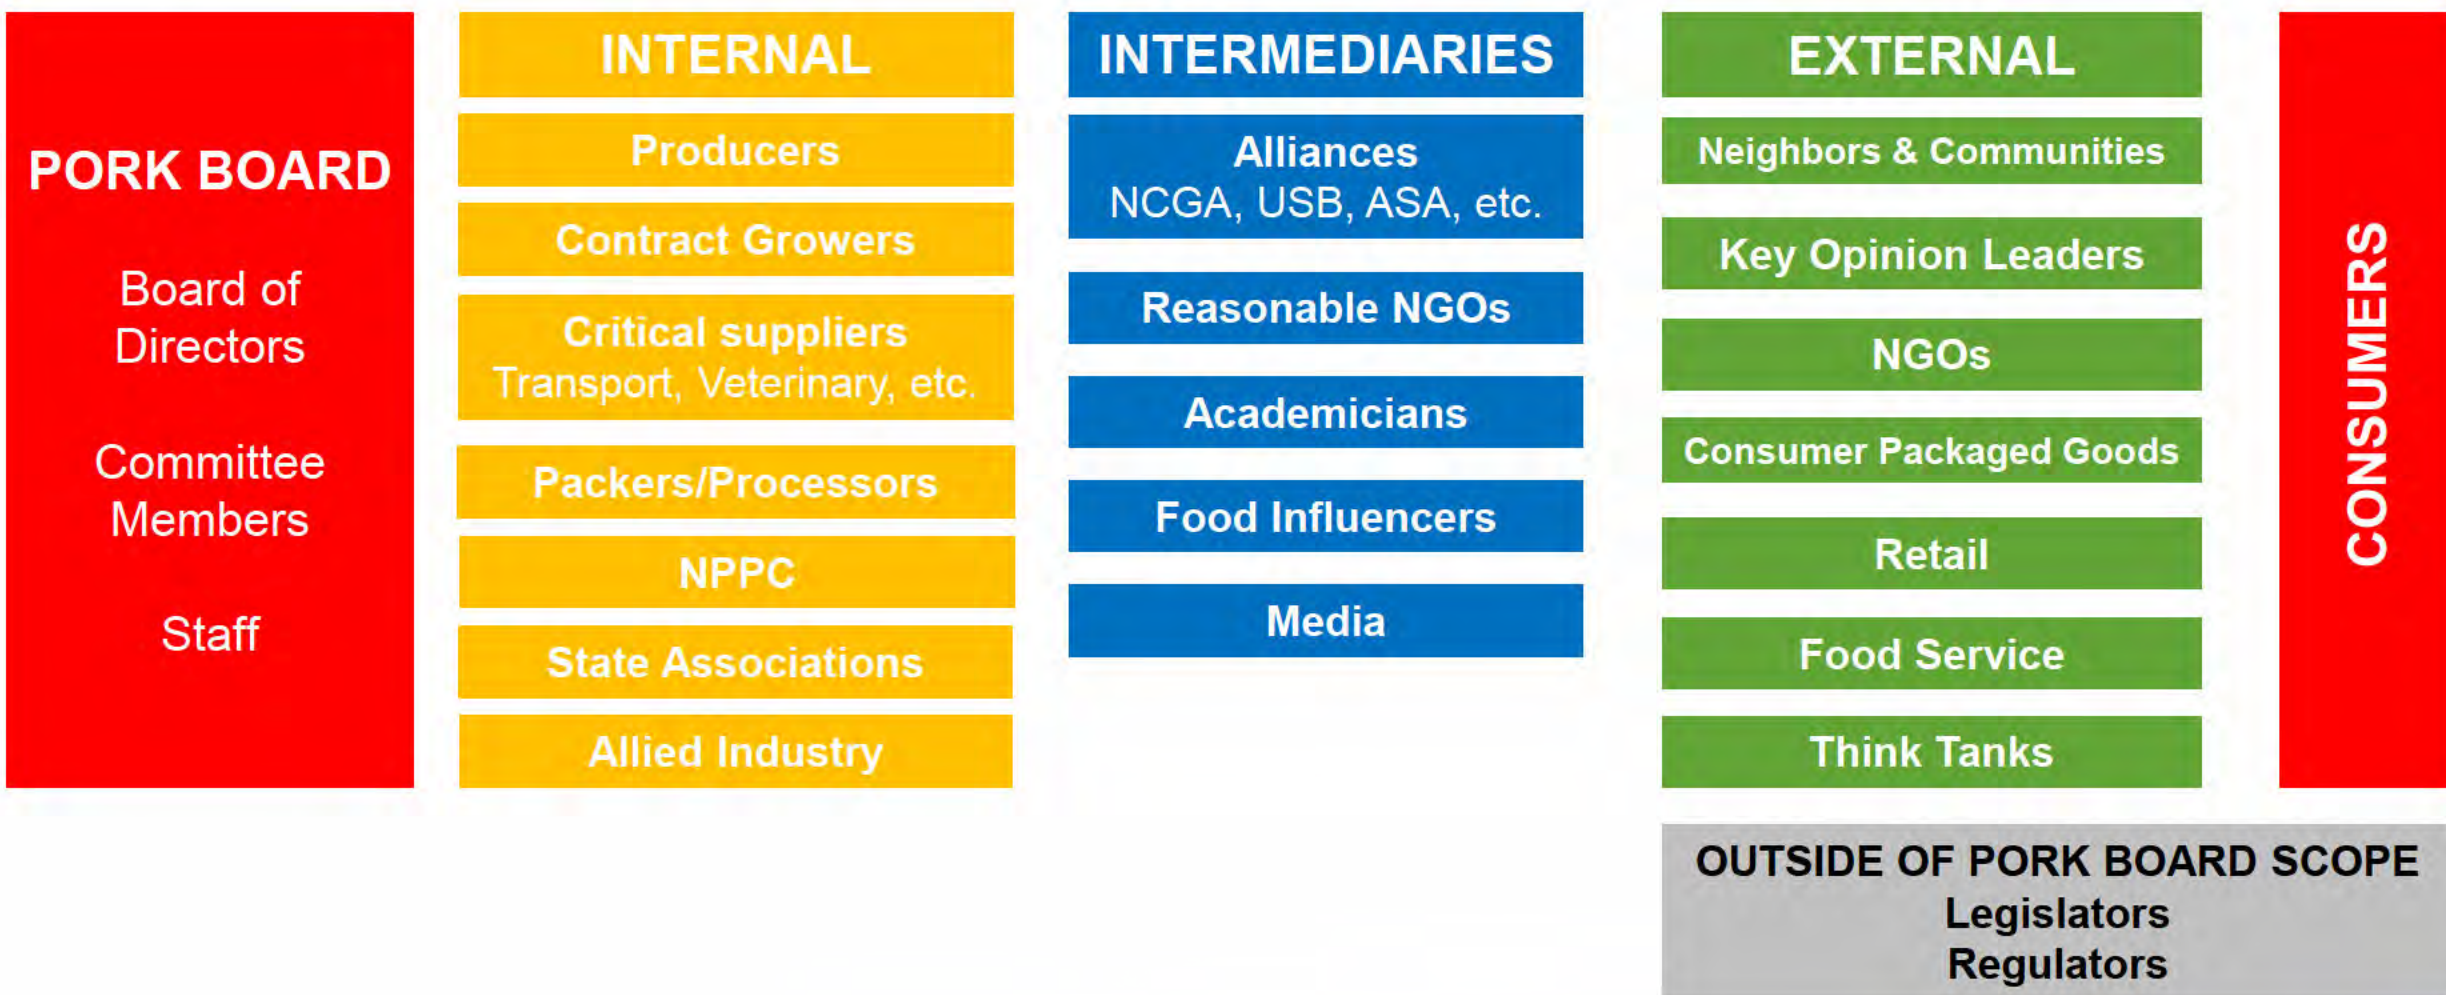 PORK BOARD
Board of
Directors
Committee
Members
Staff
INTERNAL
Producers
Contract Growers
Critical suppliers
Transport, Veterinary, etc.
Packers/Processors
NPPC
State Associations
Allied Industry
INTERMEDIARIES
Alliances
NCGA, USB, ASA, etc.
Reasonable NGOs
Academicians
Food Influencers
Media
EXTERNAL
Neighbors & Communities
Key Opinion Leaders
NGOs
Consumer Packaged Goods
Retail
Food Service
Think Tanks
CONSUMERS
OUTSIDE OF PORK BOARD SCOPE
Legislators
Regulators